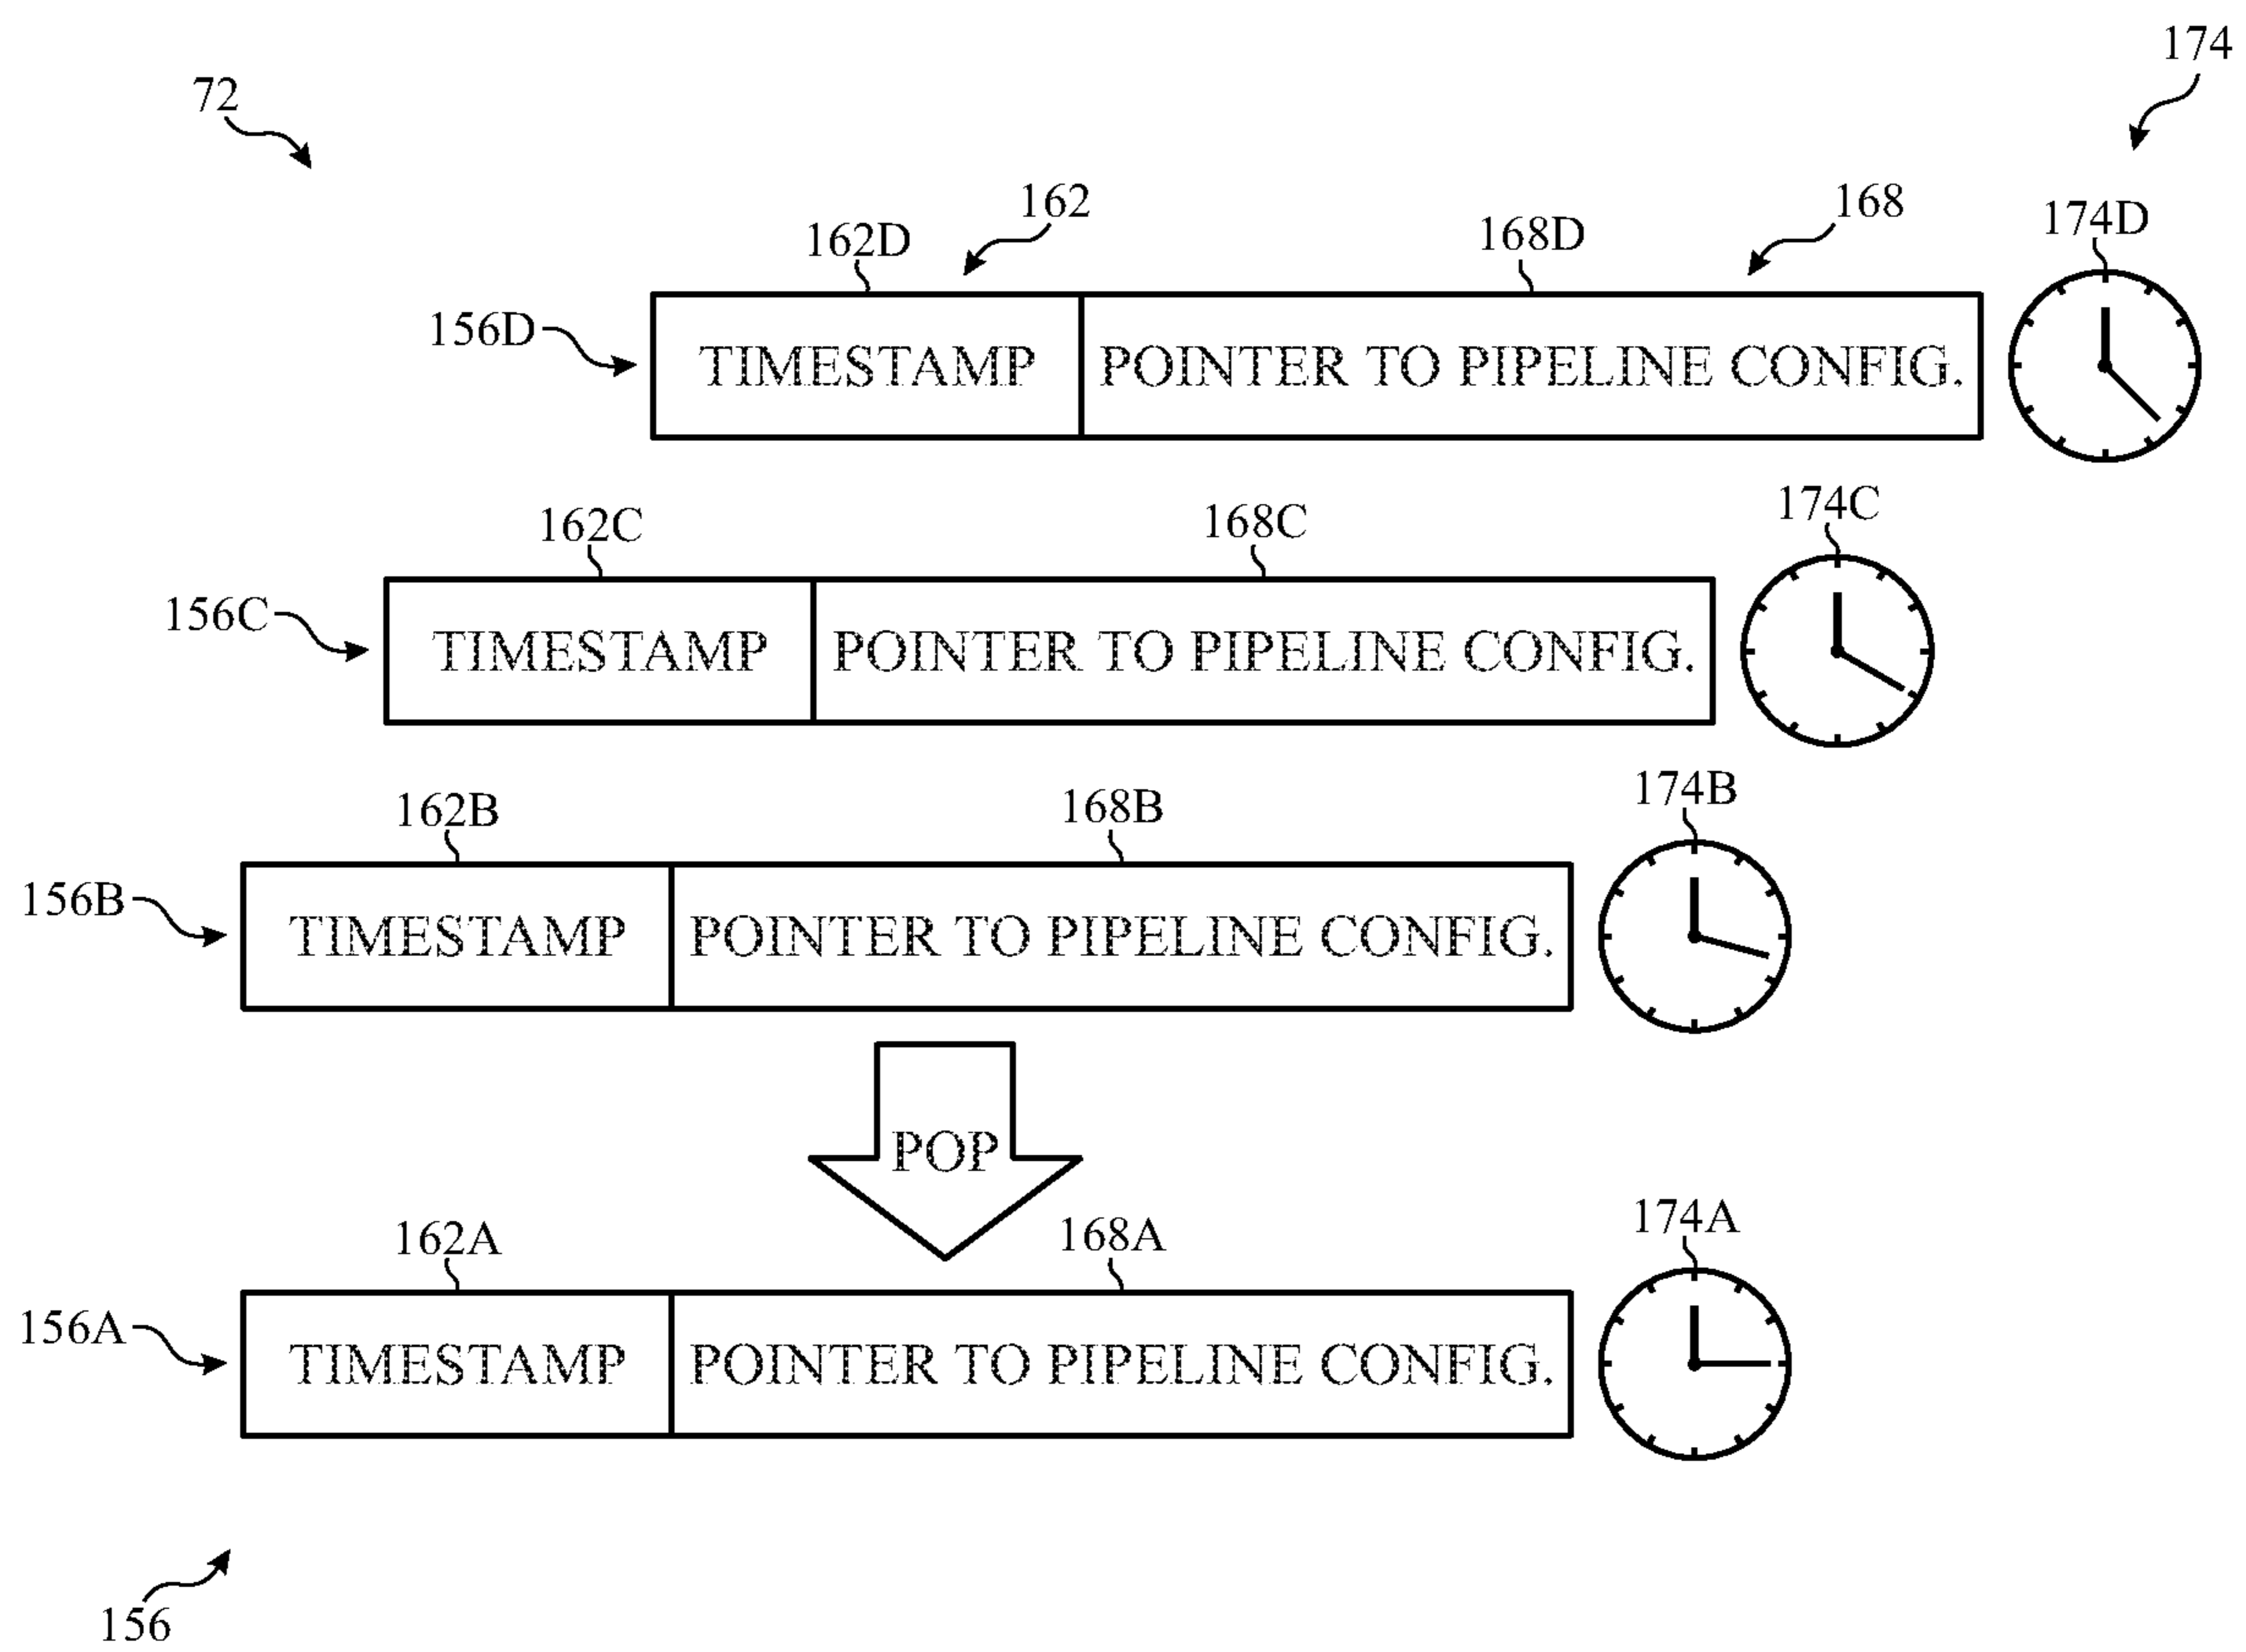 174
72
162
168
162D
168D
174D
156D
TIMESTAMP
POINTER TO PIPELINE CONFIG.
162C
168C
174C
156C
TIMESTAMP
POINTER TO PIPELINE CONFIG.
162B
168B
174B
156B
TIMESTAMP
POINTER TO PIPELINE CONFIG.
POP
162A
168A
174A
156A
TIMESTAMP
POINTER TO PIPELINE CONFIG.
156